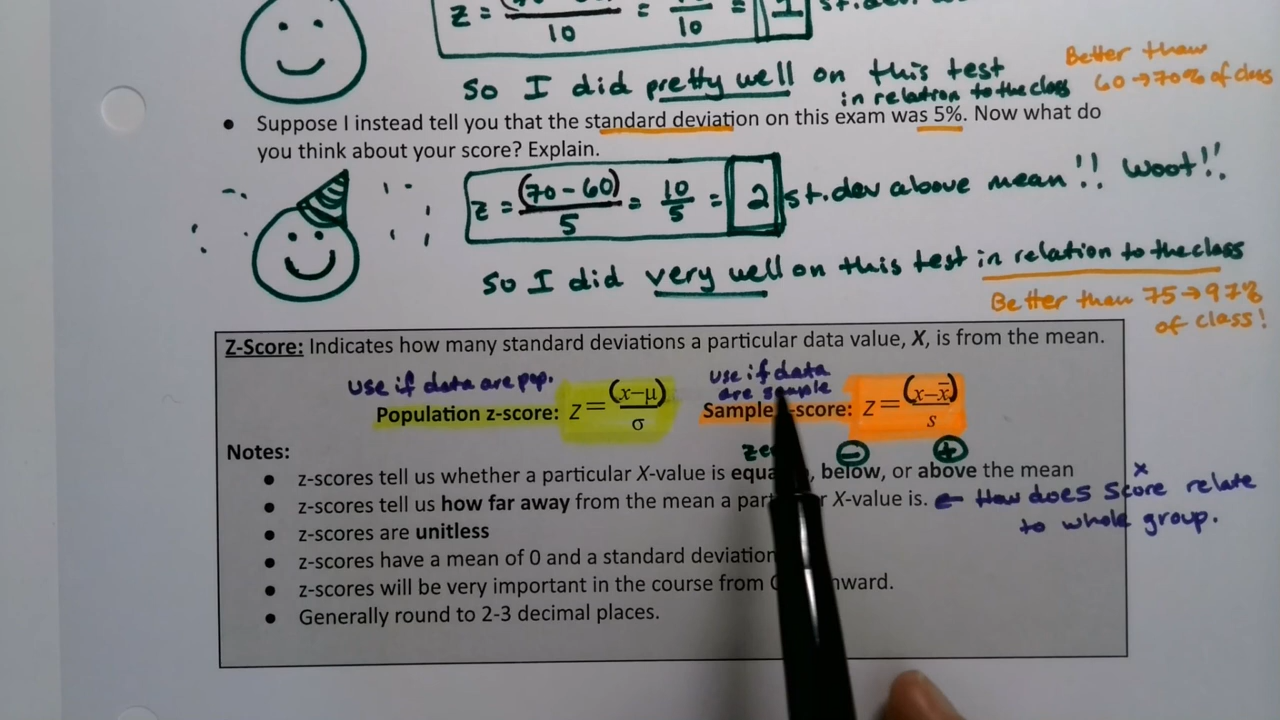 z = = = 1 st.dev
10 10
So I did pretty well on this test
in relation to the class
Better than
60→70% of class
• Suppose I instead tell you that the standard deviation on this exam was 5%. Now what do
you think about your score? Explain.
z = (70-60)/5 = 10/5 = 2 st.dev above mean!! Woot!!
So I did very well on this test in relation to the class
Better than 75→97%
of class!
Z-Score: Indicates how many standard deviations a particular data value, X, is from the mean.
use if data are pop.
use if data
are sample
Population z-score: z=(x-μ)/σ
Sample -score: z=(x-x̄)/s
Notes:
⊖ ⊕
• z-scores tell us whether a particular X-value is , below, or above the mean
• z-scores tell us how far away from the mean a X-value is. ← How does score relate
x
to whole group.
• z-scores are unitless
• z-scores have a mean of 0 and a standard deviation
• z-scores will be very important in the course from
• Generally round to 2-3 decimal places.